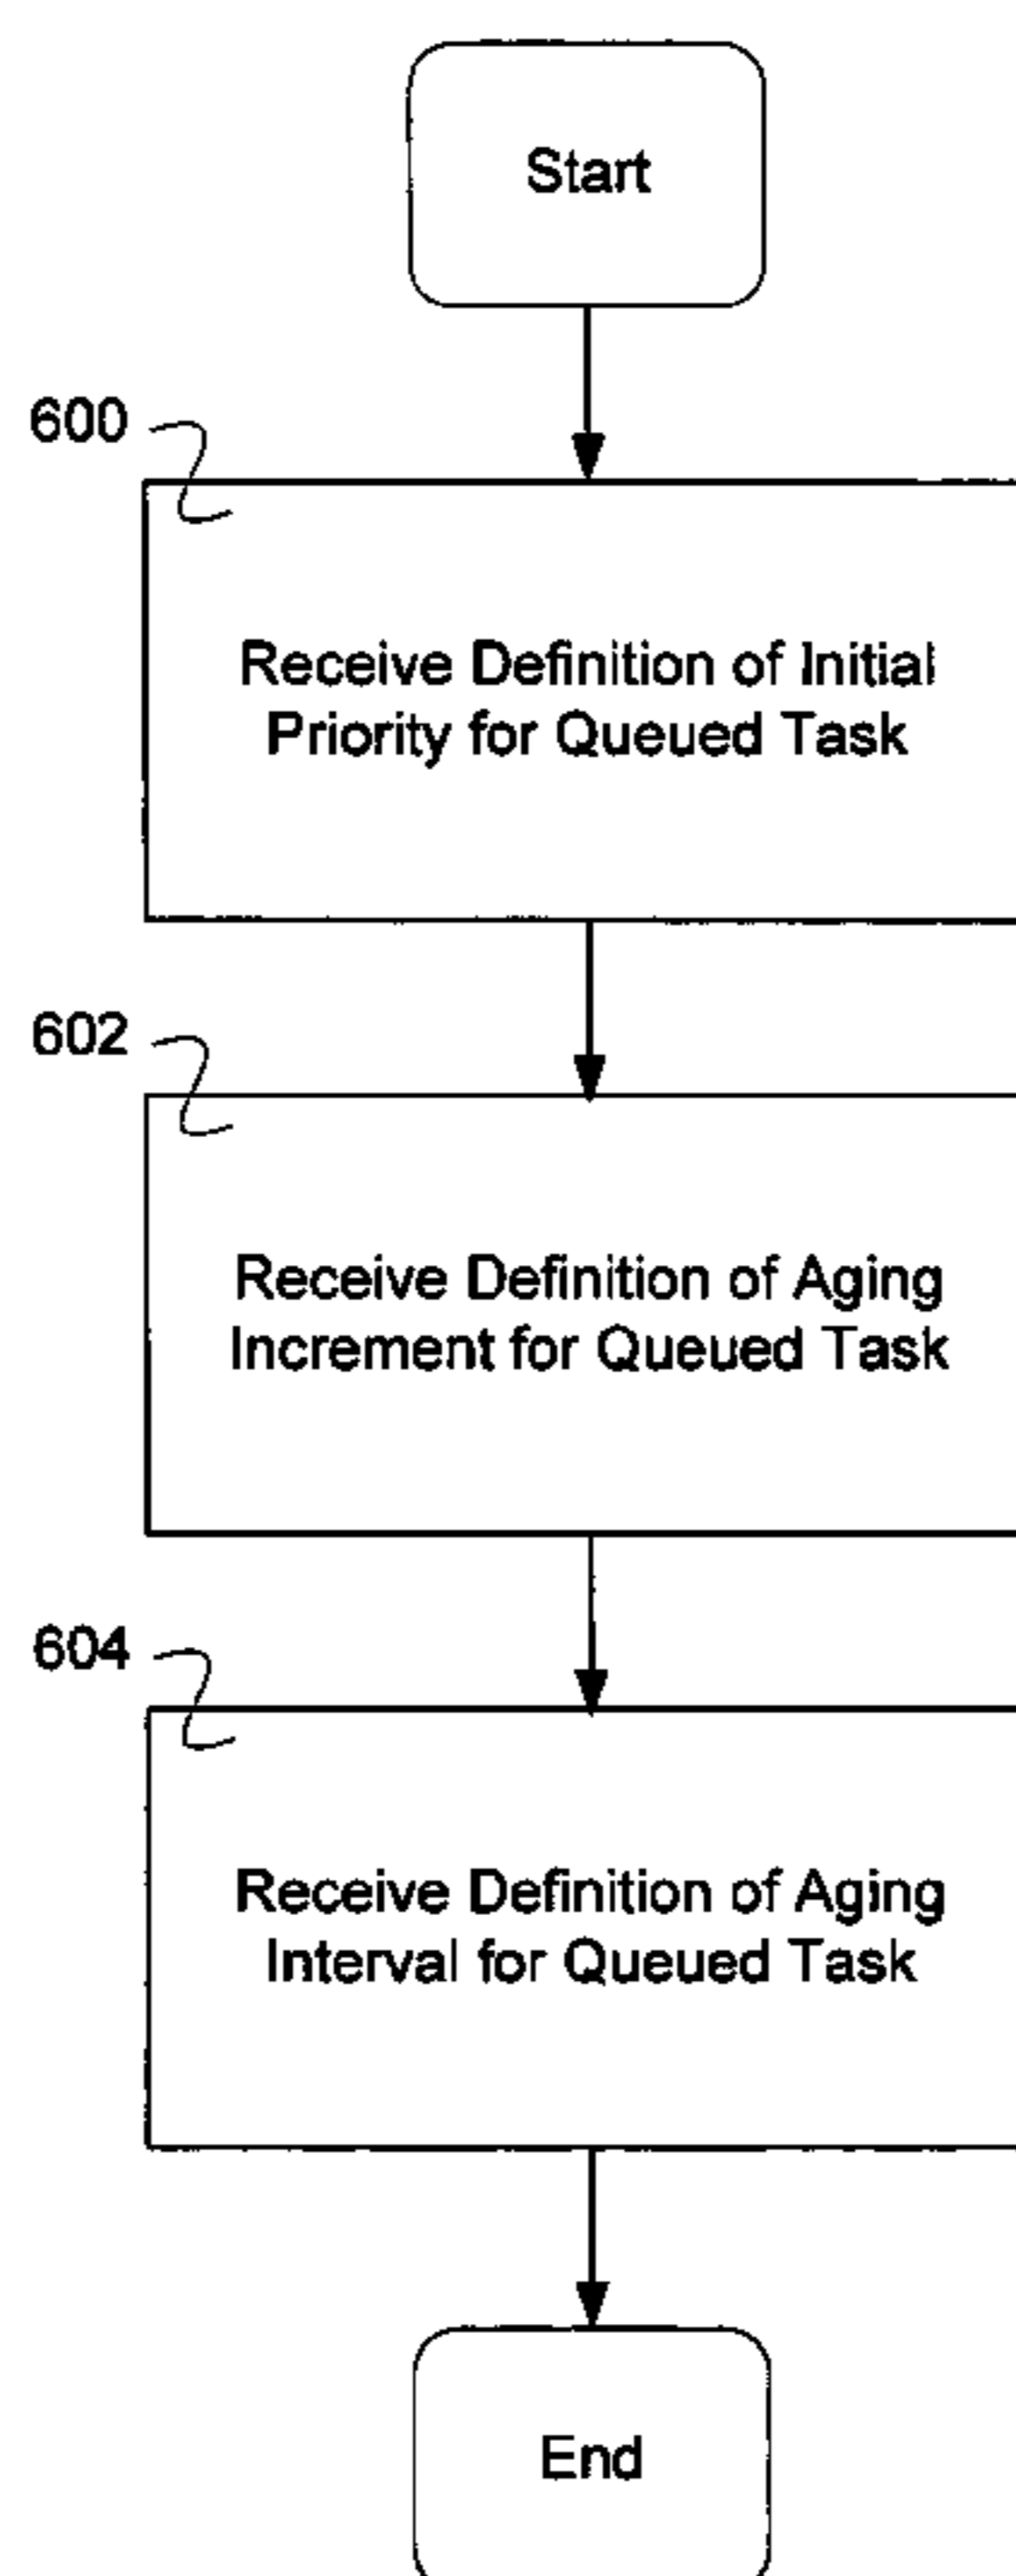 Start
600
Receive Definition of Initial
Priority for Queued Task
602
Receive Definition of Aging
Increment for Queued Task
604
Receive Definition of Aging
Interval for Queued Task
End